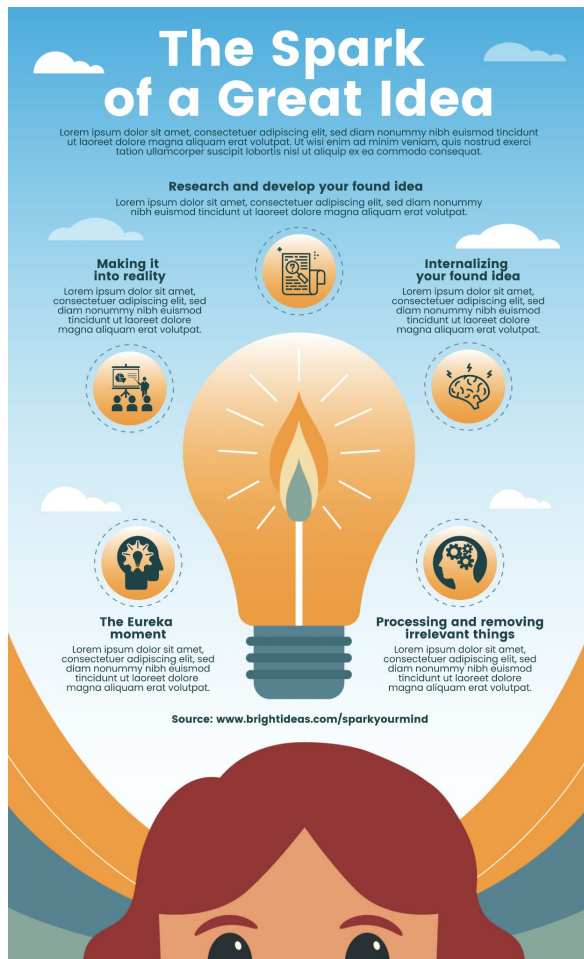 The Spark
of a Great Idea
Lorem ipsum dolor sit amet, consectetuer adipiscing elit, sed diam nonummy nibh euismod tincidunt
ut laoreet dolore magna aliquam erat volutpat. Ut wisi enim ad minim veniam, quis nostrud exerci
tation ullamcorper suscipit lobortis nisl ut aliquip ex ea commodo consequat.
Research and develop your found idea
Lorem ipsum dolor sit amet, consectetuer adipiscing elit, sed diam nonummy
nibh euismod tincidunt ut laoreet dolore magna aliquam erat volutpat.
Making it
into reality
Lorem ipsum dolor sit amet,
consectetuer adipiscing elit, sed
diam nonummy nibh euismod
tincidunt ut laoreet dolore
magna aliquam erat volutpat.
Internalizing
your found idea
Lorem ipsum dolor sit amet,
consectetuer adipiscing elit, sed
diam nonummy nibh euismod
tincidunt ut laoreet dolore
magna aliquam erat volutpat.
The Eureka
moment
Lorem ipsum dolor sit amet,
consectetuer adipiscing elit, sed
diam nonummy nibh euismod
tincidunt ut laoreet dolore
magna aliquam erat volutpat.
Processing and removing
irrelevant things
Lorem ipsum dolor sit amet,
consectetuer adipiscing elit, sed
diam nonummy nibh euismod
tincidunt ut laoreet dolore
magna aliquam erat volutpat.
Source: www.brightideas.com/sparkyourmind